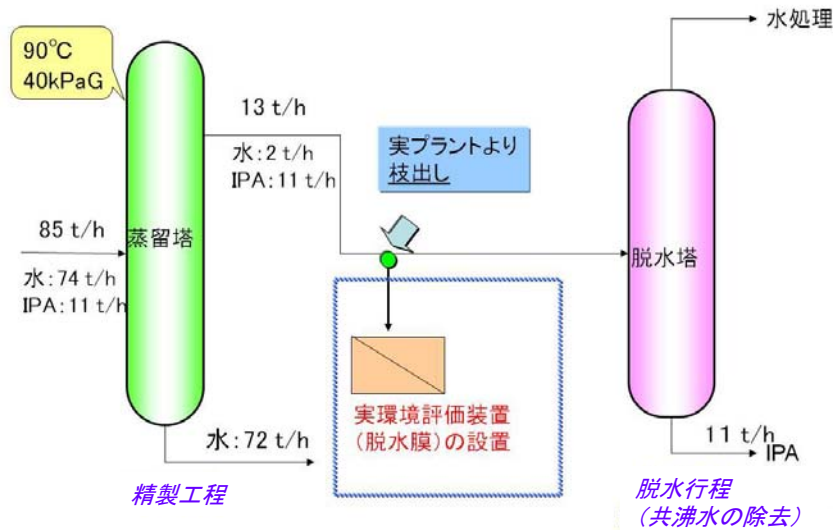 90℃
40kPaG
13 t/h
水:2 t/h
IPA:11 t/h
実プラントより
枝出し
水処理
85 t/h
水:74 t/h
IPA:11 t/h
蒸留塔
脱水塔
実環境評価装置
(脱水膜)の設置
水:72 t/h
11 t/h
IPA
精製工程
脱水行程
(共沸水の除去)